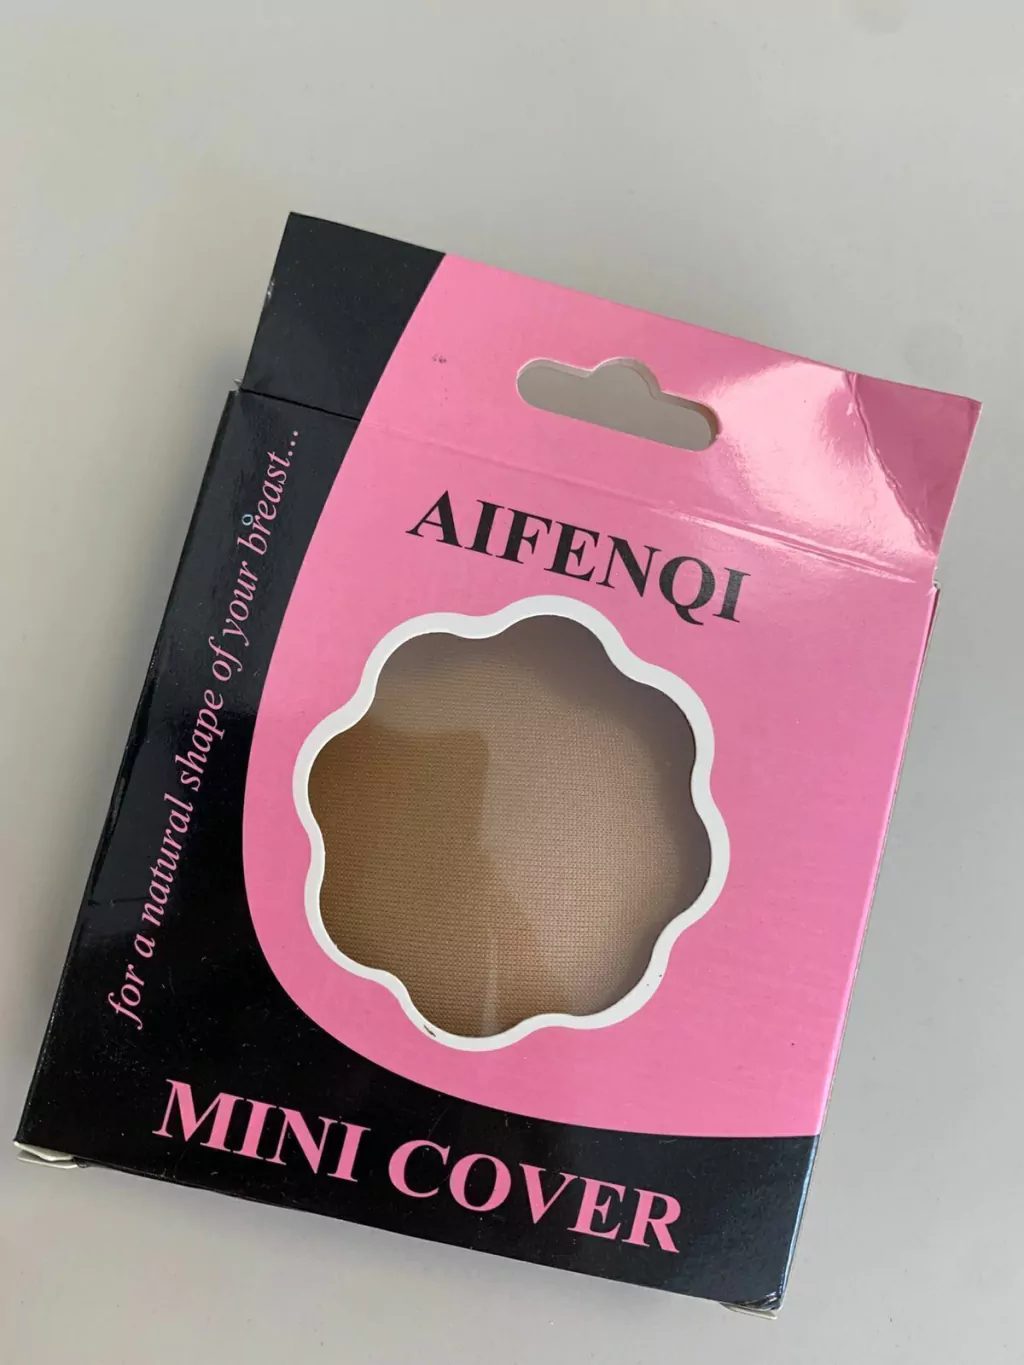 AIFENQI
for a natural shape of your breast...
MINI COVER